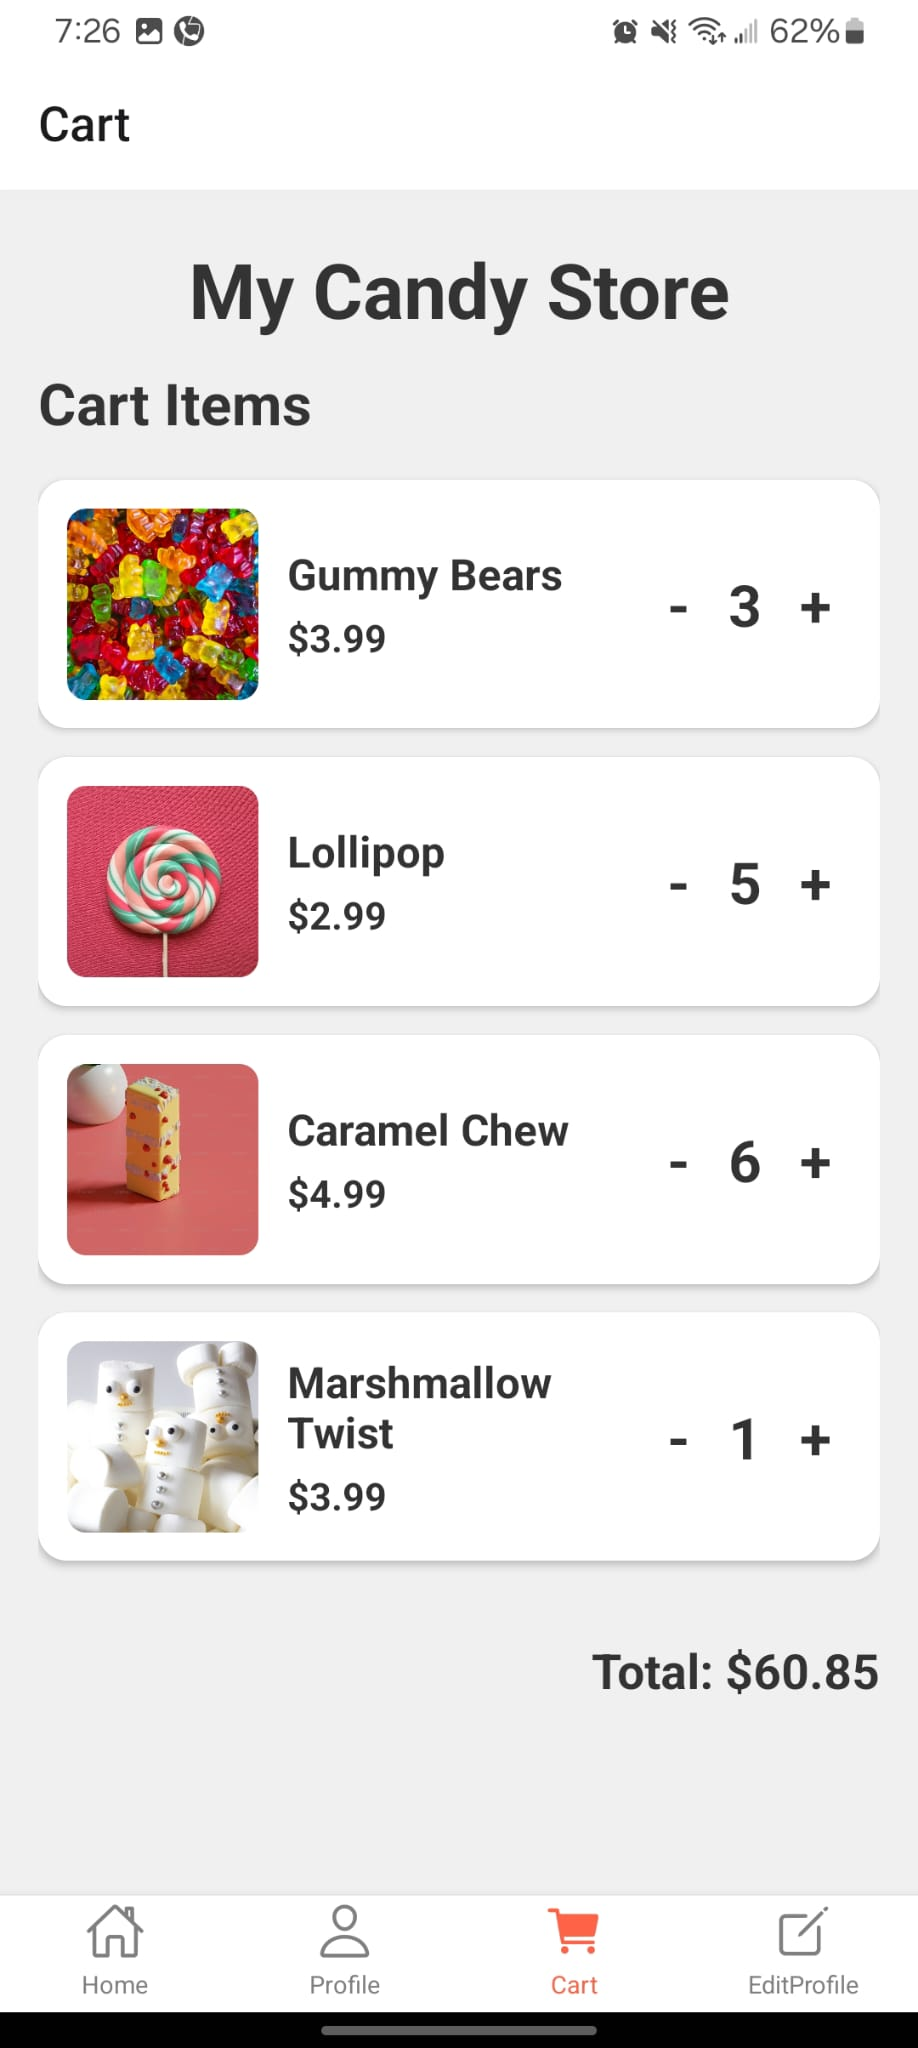 7:26
62%
Cart
My Candy Store
Cart Items
Gummy Bears
$3.99
- 3 +
Lollipop
$2.99
- 5 +
Caramel Chew
$4.99
- 6 +
Marshmallow
Twist
$3.99
- 1 +
Total: $60.85
Home
Profile
Cart
EditProfile